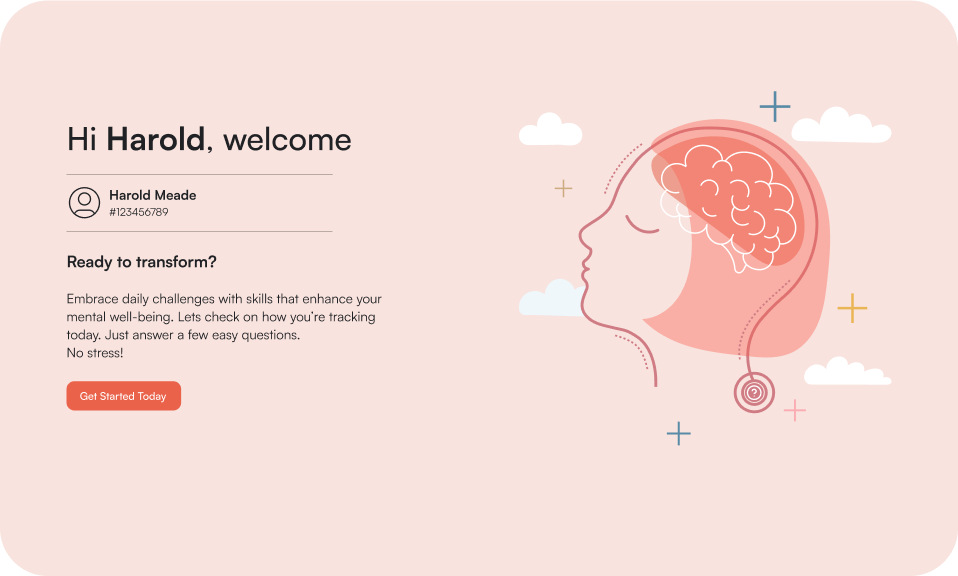 Hi Harold, welcome
Harold Meade
#123456789
Ready to transform?
Embrace daily challenges with skills that enhance your
mental well-being. Lets check on how you’re tracking
today. Just answer a few easy questions.
No stress!
Get Started Today
?